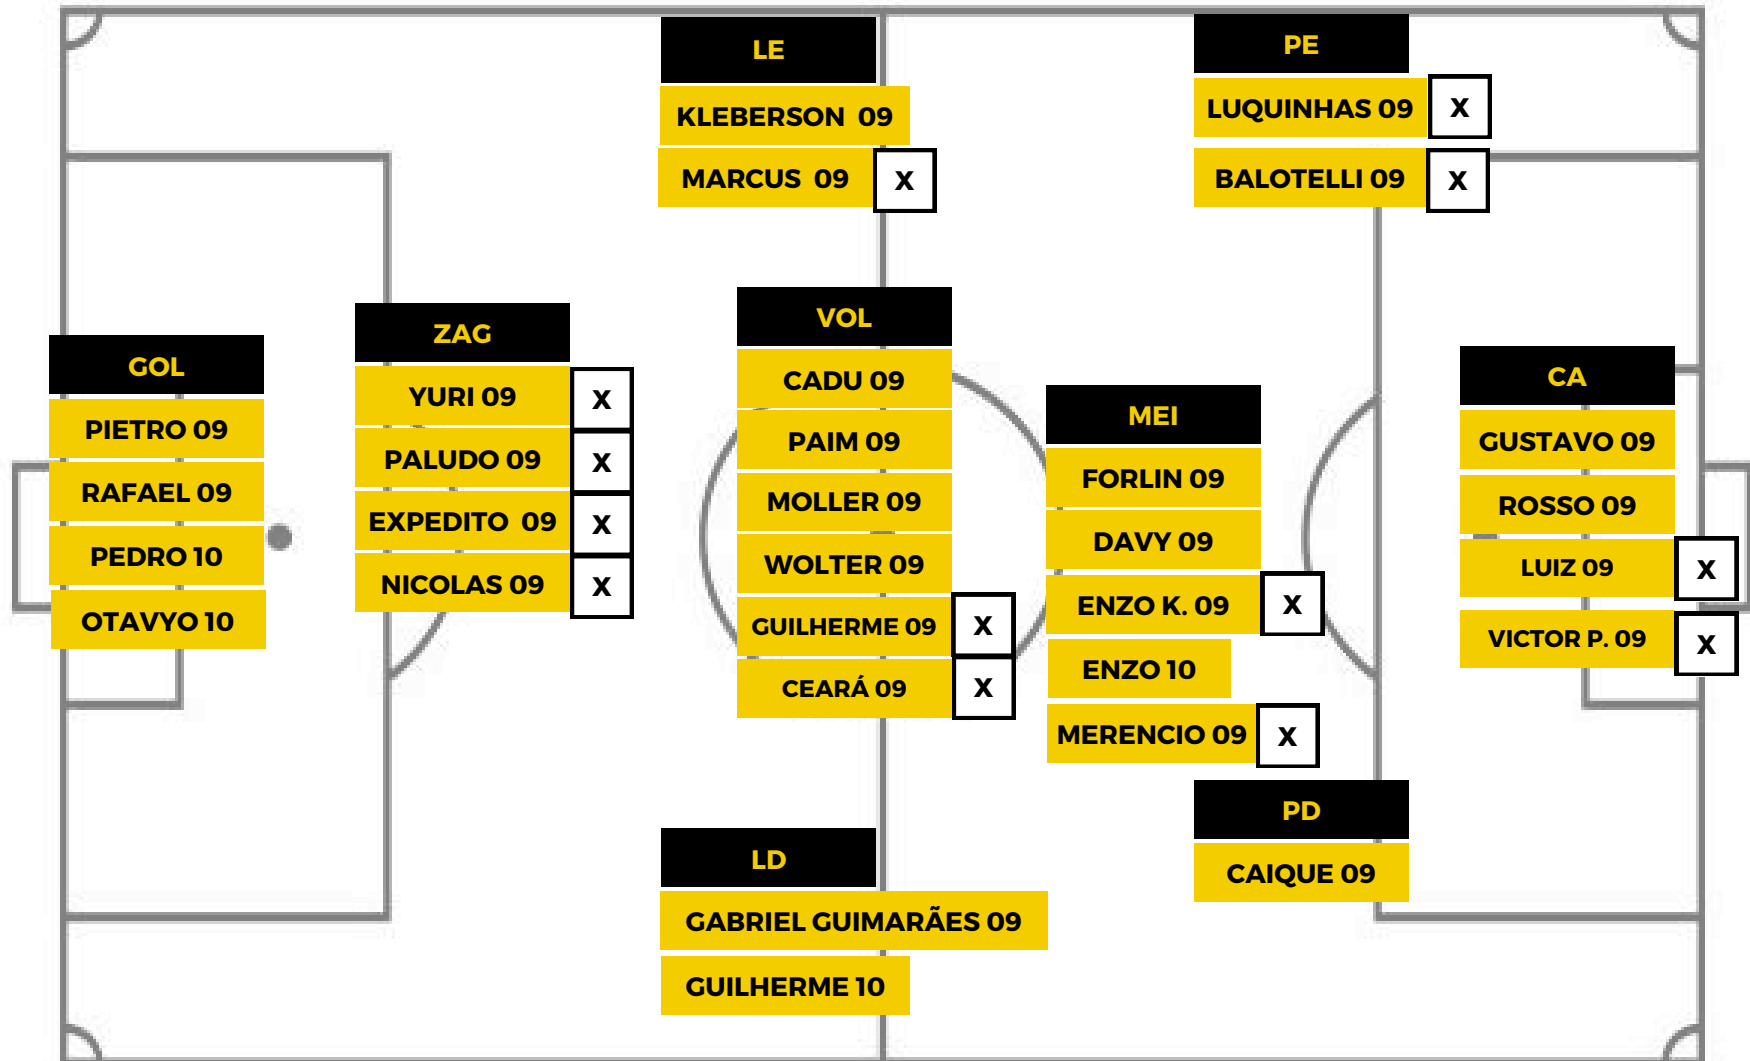 LE
KLEBERSON 09
MARCUS 09 X
PE
LUQUINHAS 09 X
BALOTELLI 09 X
GOL
PIETRO 09
RAFAEL 09
PEDRO 10
OTAVYO 10
ZAG
YURI 09 X
PALUDO 09 X
EXPEDITO 09 X
NICOLAS 09 X
VOL
CADU 09
PAIM 09
MOLLER 09
WOLTER 09
GUILHERME 09 X
CEARÁ 09 X
MEI
FORLIN 09
DAVY 09
ENZO K. 09 X
ENZO 10
MERENCIO 09 X
CA
GUSTAVO 09
ROSSO 09
LUIZ 09 X
VICTOR P. 09 X
LD
GABRIEL GUIMARÃES 09
GUILHERME 10
PD
CAIQUE 09